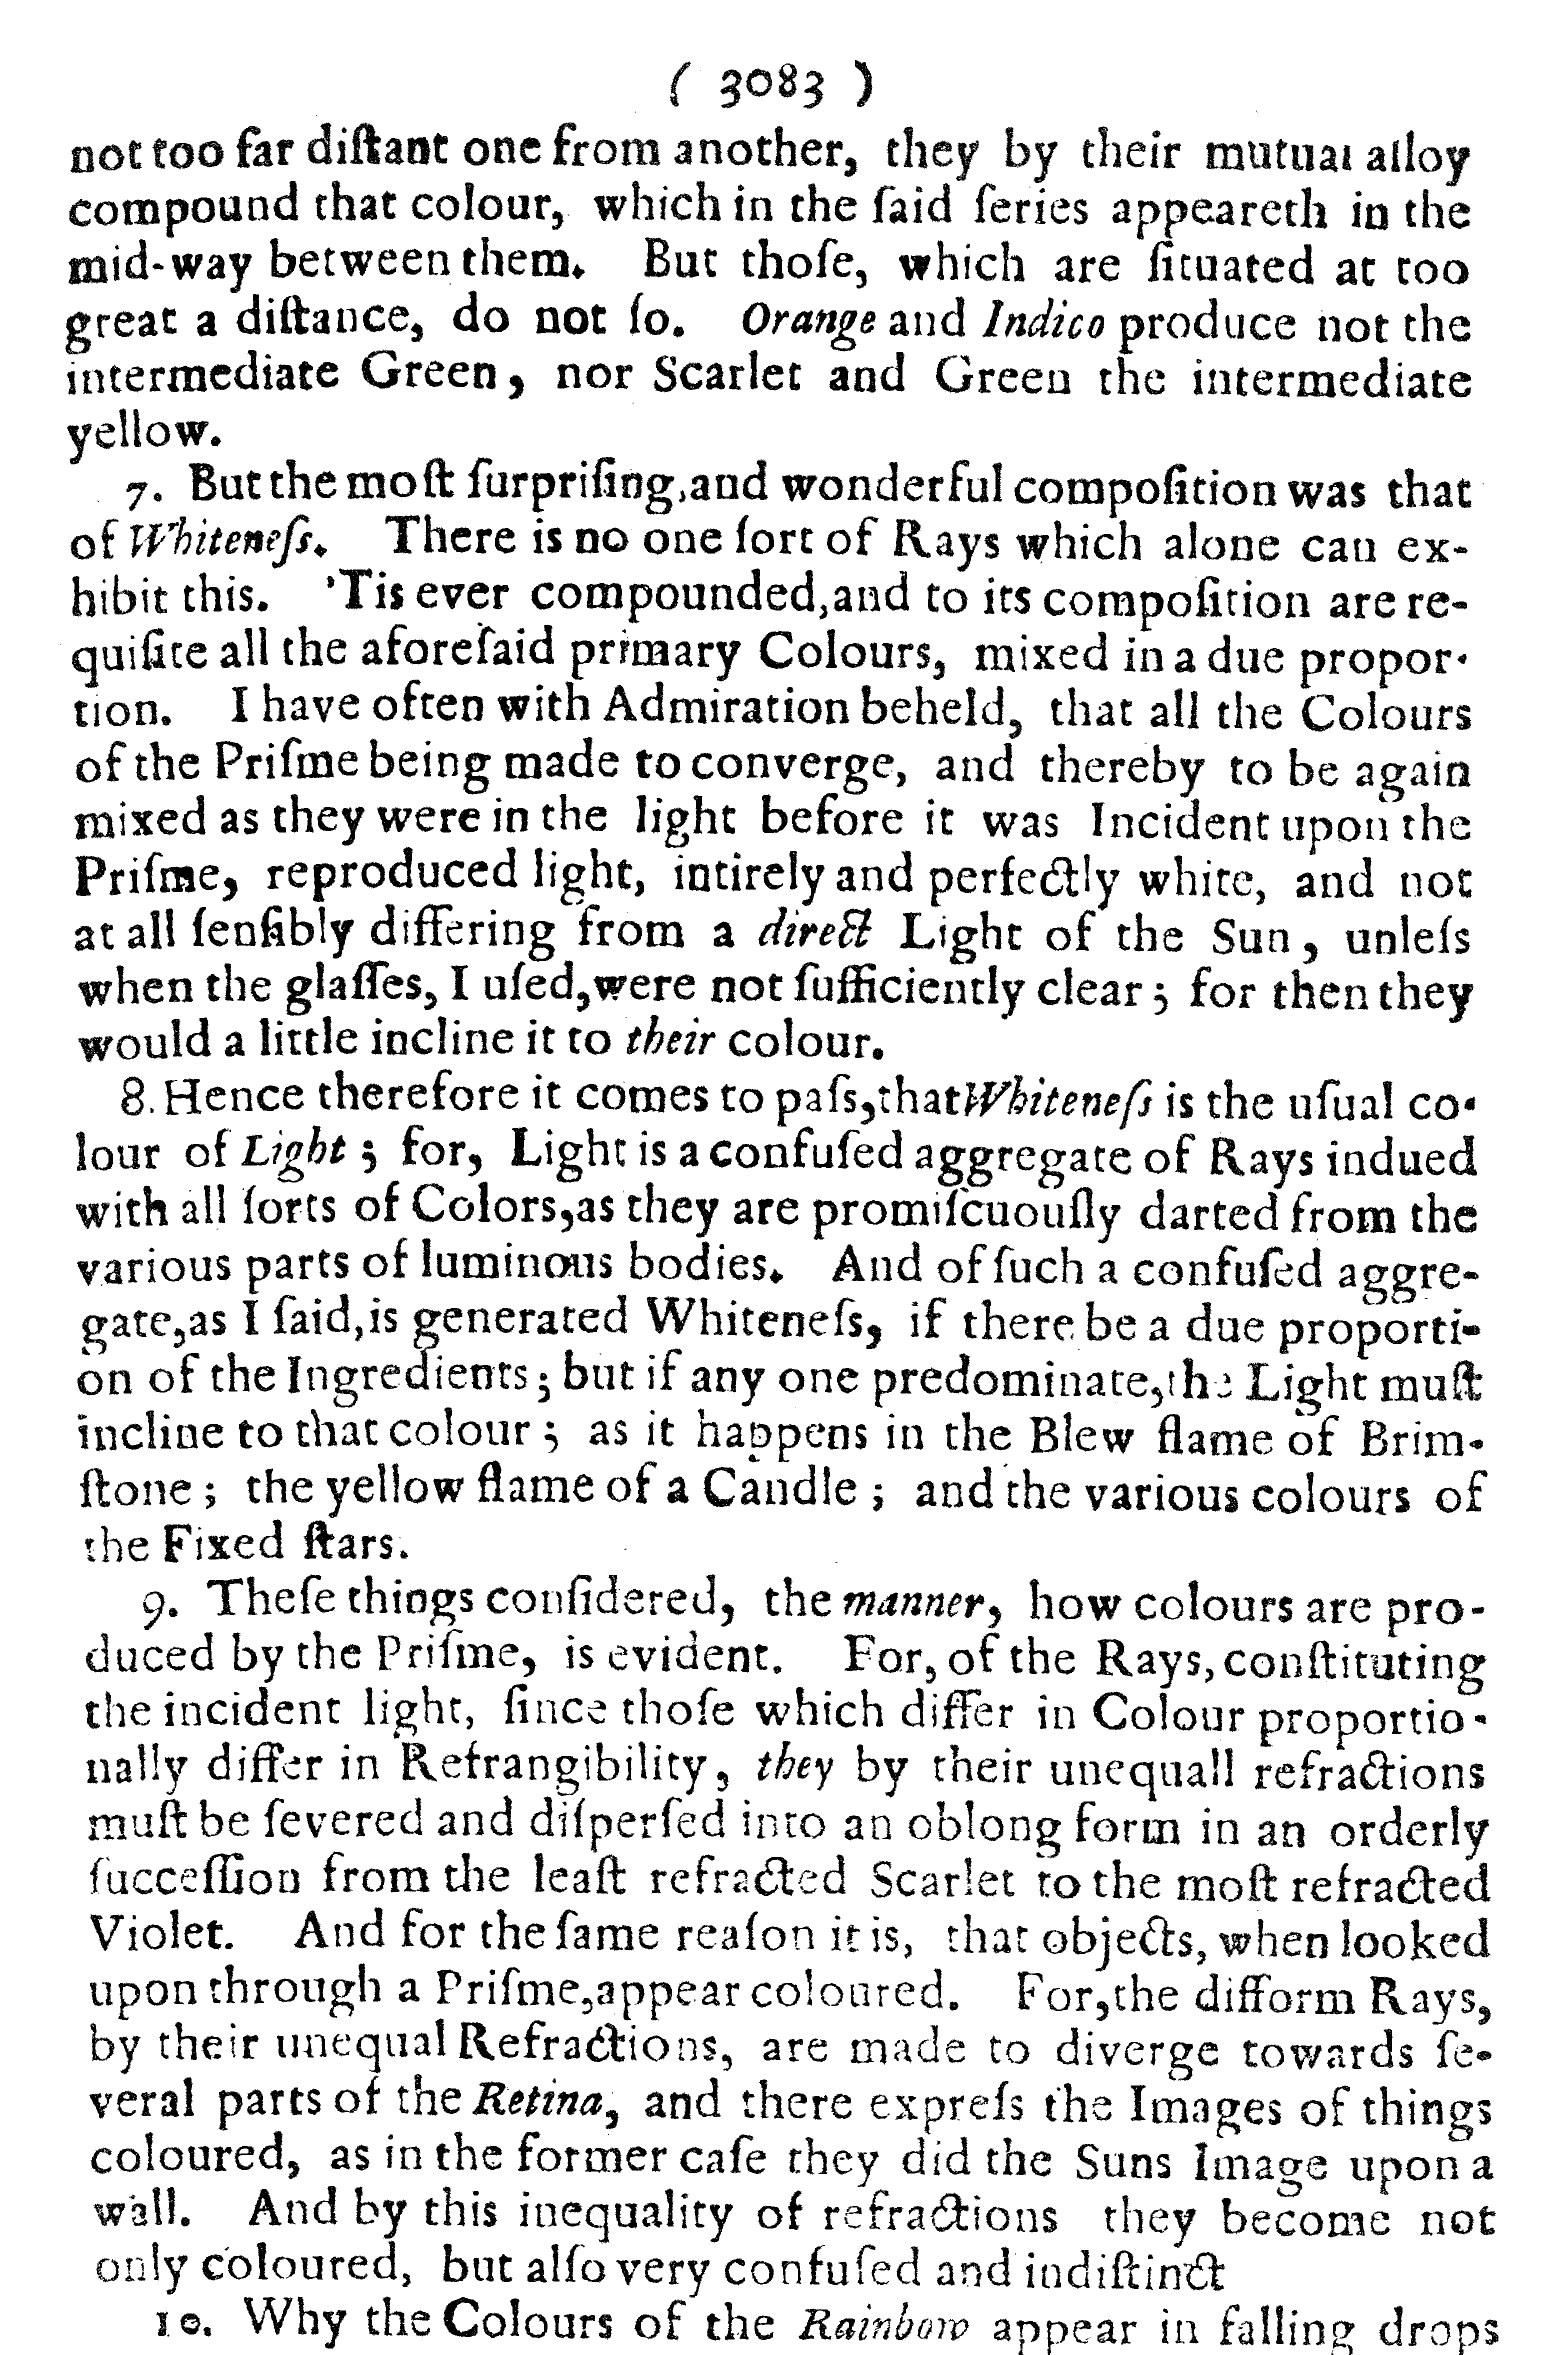 ( 3083 )
not too far diſtant one from another, they by their mutual alloy
compound that colour, which in the ſaid ſeries appeareth in the
mid-way between them. But thoſe, which are ſituated at too
great a diſtance, do not ſo. Orange and Indico produce not the
intermediate Green, nor Scarlet and Green the intermediate
yellow.
7. But the moſt ſurpriſing, and wonderful compoſition was that
of Whiteneſs. There is no one ſort of Rays which alone can ex-
hibit this. 'Tis ever compounded, and to its compoſition are re-
quiſite all the aforeſaid primary Colours, mixed in a due propor-
tion. I have often with Admiration beheld, that all the Colours
of the Priſme being made to converge, and thereby to be again
mixed as they were in the light before it was Incident upon the
Priſme, reproduced light, intirely and perfectly white, and not
at all ſenſibly differing from a direct Light of the Sun, unleſs
when the glaſſes, I uſed, were not ſufficiently clear; for then they
would a little incline it to their colour.
8. Hence therefore it comes to paſs, that Whiteneſs is the uſual co-
lour of Light; for, Light is a confuſed aggregate of Rays indued
with all ſorts of Colors, as they are promiſcuouſly darted from the
various parts of luminous bodies. And of ſuch a confuſed aggre-
gate, as I ſaid, is generated Whiteneſs, if there be a due proporti-
on of the Ingredients; but if any one predominate, the Light muſt
incline to that colour; as it happens in the Blew flame of Brim-
ſtone; the yellow flame of a Candle; and the various colours of
the Fixed ſtars.
9. Theſe things conſidered, the manner, how colours are pro-
duced by the Priſme, is evident. For, of the Rays, conſtituting
the incident light, ſince thoſe which differ in Colour proportio-
nally differ in Refrangibility, they by their unequall refractions
muſt be ſevered and diſperſed into an oblong form in an orderly
ſucceſſion from the leaſt refracted Scarlet to the moſt refracted
Violet. And for the ſame reaſon it is, that objects, when looked
upon through a Priſme, appear coloured. For, the difform Rays,
by their unequal Refractions, are made to diverge towards ſe-
veral parts of the Retina, and there expreſs the Images of things
coloured, as in the former caſe they did the Suns Image upon a
wall. And by this inequality of refractions they become not
only coloured, but alſo very confuſed and indiſtinct
10. Why the Colours of the Rainbow appear in falling drops